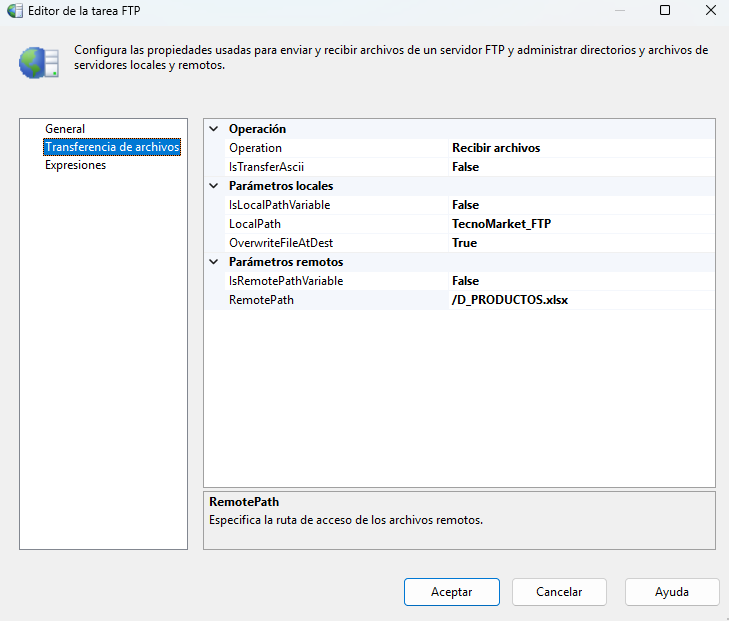 Editor de la tarea FTP
Configura las propiedades usadas para enviar y recibir archivos de un servidor FTP y administrar directorios y archivos de
servidores locales y remotos.
General
Transferencia de archivos
Expresiones
Operación
Operation Recibir archivos
IsTransferAscii False
Parámetros locales
IsLocalPathVariable False
LocalPath TecnoMarket_FTP
OverwriteFileAtDest True
Parámetros remotos
IsRemotePathVariable False
RemotePath /D_PRODUCTOS.xlsx
RemotePath
Especifica la ruta de acceso de los archivos remotos.
Aceptar Cancelar Ayuda